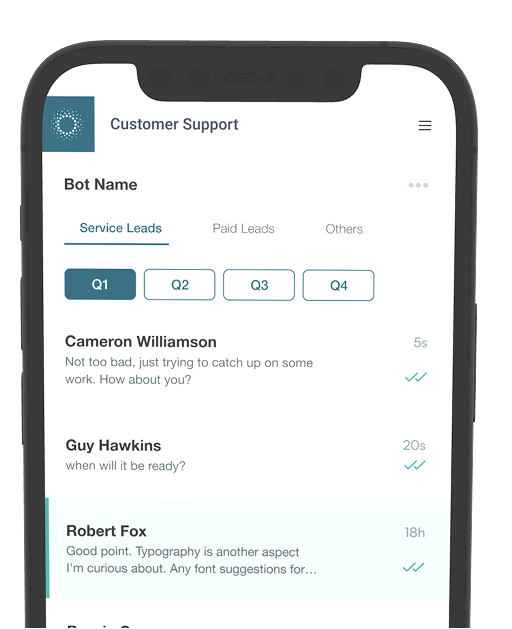 Customer Support
Bot Name
Service Leads Paid Leads Others
Q1 Q2 Q3 Q4
Cameron Williamson 5s
Not too bad, just trying to catch up on some
work. How about you?
Guy Hawkins 20s
when will it be ready?
Robert Fox 18h
Good point. Typography is another aspect
I'm curious about. Any font suggestions for...